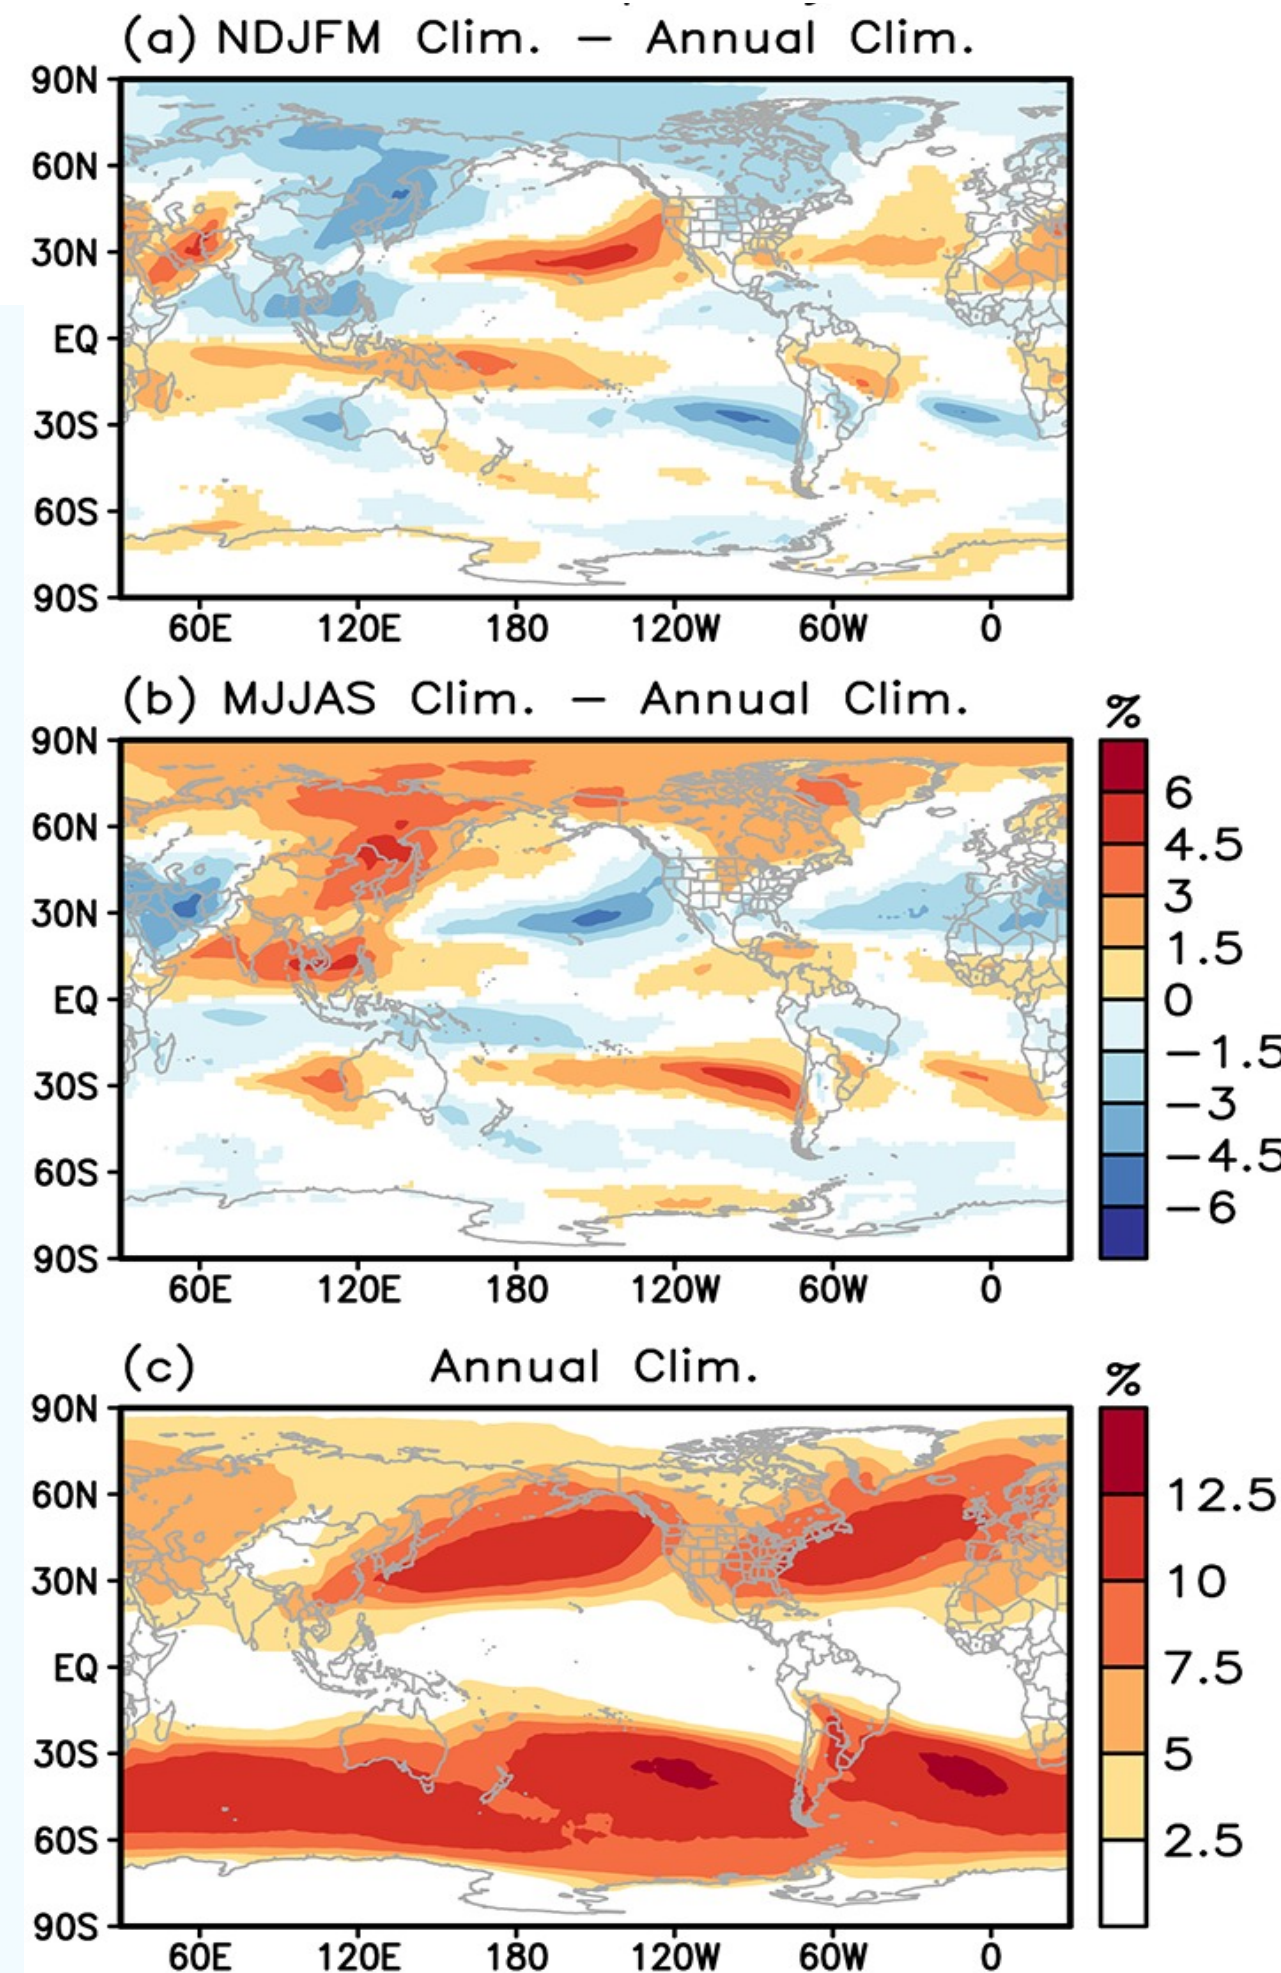 (a) NDJFM Clim. – Annual Clim.
90N
60N
30N
EQ
30S
60S
90S
60E 120E 180 120W 60W 0
(b) MJJAS Clim. – Annual Clim.
%
90N
60N
30N
EQ
30S
60S
90S
6
4.5
3
1.5
0
−1.5
−3
−4.5
−6
60E 120E 180 120W 60W 0
(c) Annual Clim.
%
90N
60N
30N
EQ
30S
60S
90S
12.5
10
7.5
5
2.5
60E 120E 180 120W 60W 0